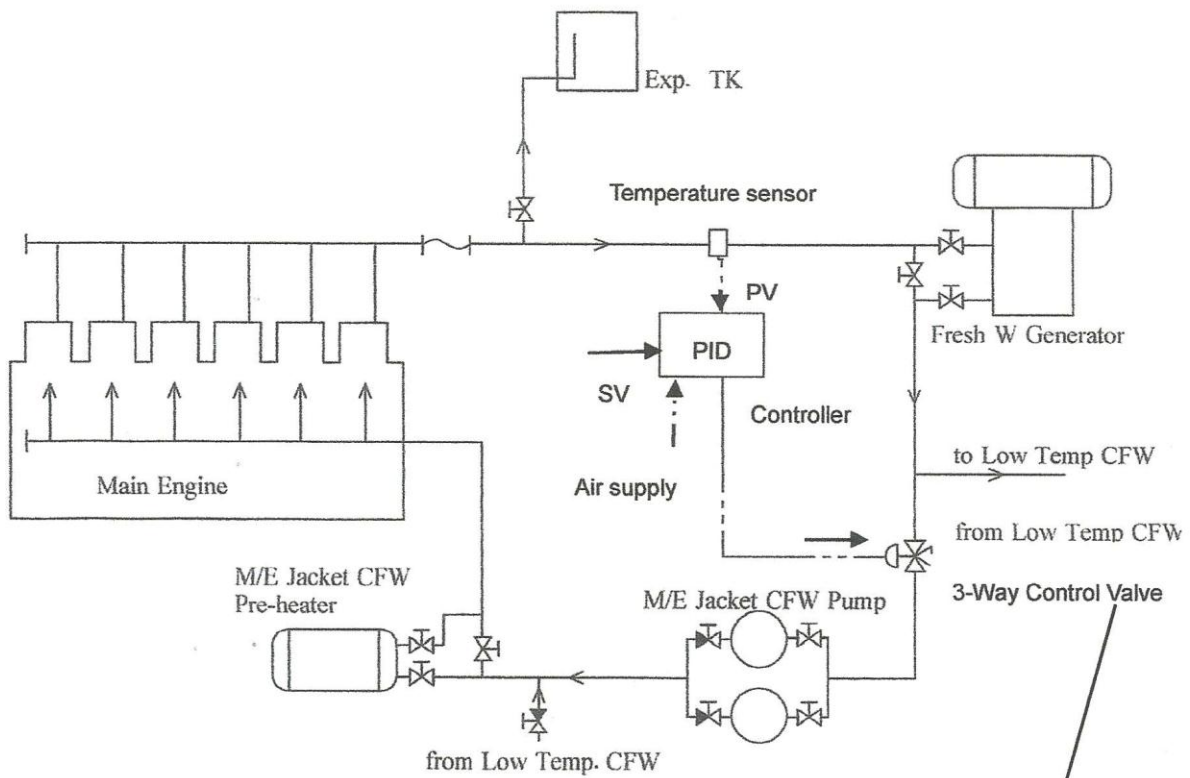 Exp. TK
Temperature sensor
PV
Fresh W Generator
PID
SV
Controller
Main Engine
Air supply
to Low Temp CFW
from Low Temp CFW
M/E Jacket CFW
Pre-heater
M/E Jacket CFW Pump
3-Way Control Valve
from Low Temp. CFW